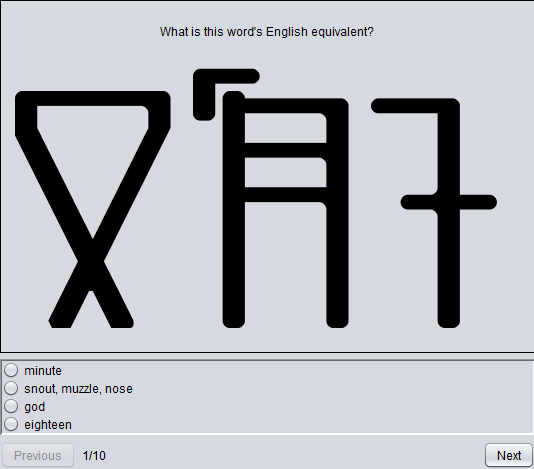 What is this word's English equivalent?
minute
snout, muzzle, nose
god
eighteen
Previous 1/10 Next